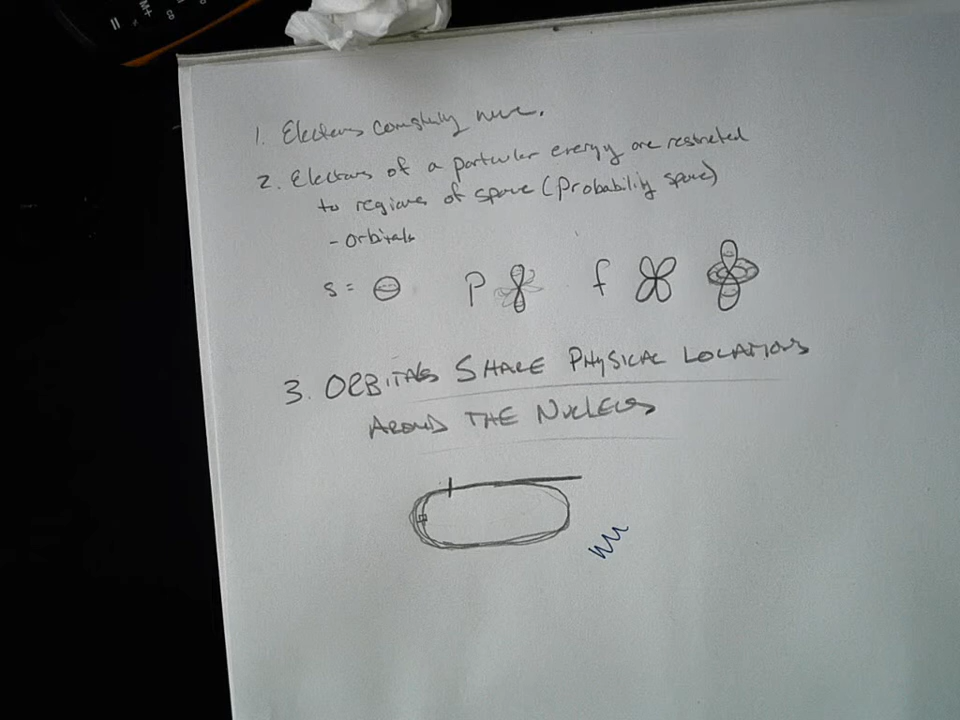 M+
1. Electrons constantly move.
2. Electrons of a particular energy are restricted
to regions of space (Probability space)
- Orbitals
s = P f
3. ORBITALS SHARE PHYSICAL LOCATIONS
AROUND THE NUCLEUS